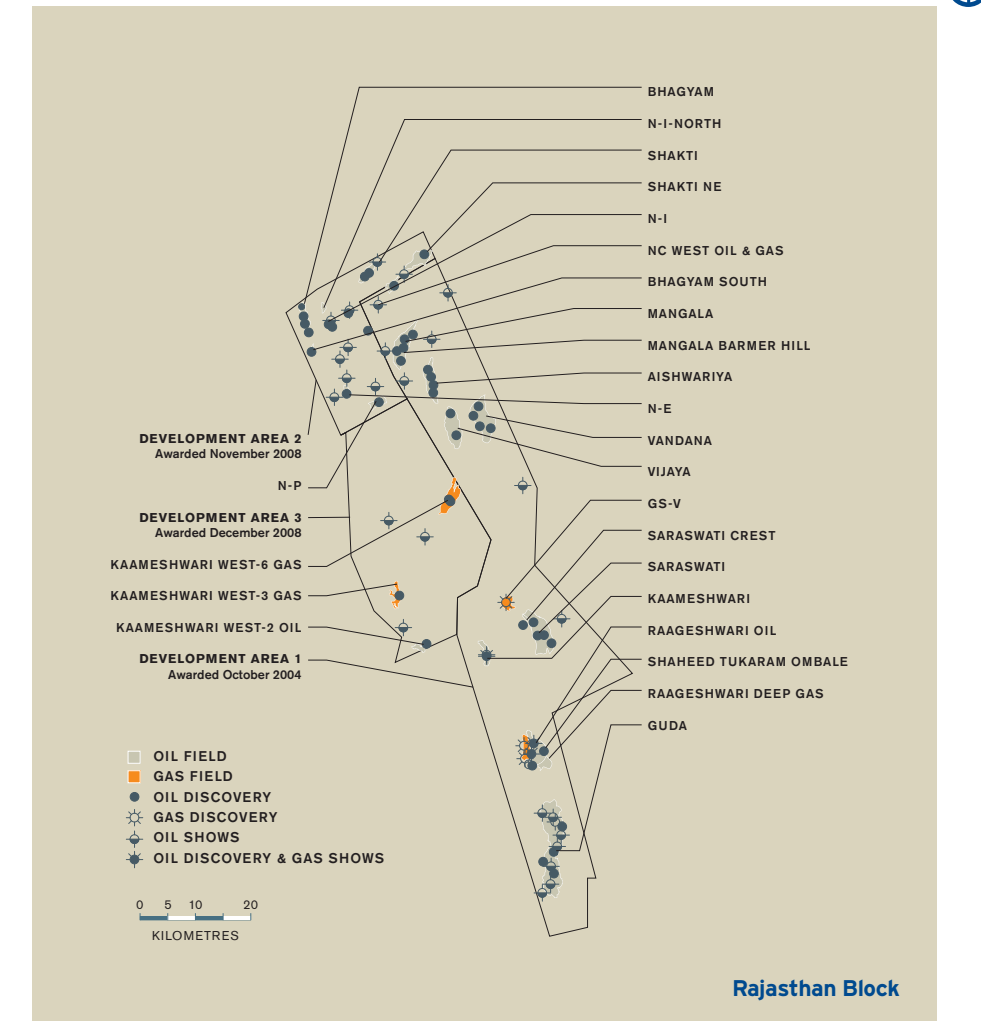 BHAGYAM
N-I-NORTH
SHAKTI
SHAKTI NE
N-I
NC WEST OIL & GAS
BHAGYAM SOUTH
MANGALA
MANGALA BARMER HILL
AISHWARIYA
N-E
VANDANA
VIJAYA
GS-V
SARASWATI CREST
SARASWATI
KAAMESHWARI
RAAGESHWARI OIL
SHAHEED TUKARAM OMBALE
RAAGESHWARI DEEP GAS
GUDA
DEVELOPMENT AREA 2
Awarded November 2008
N-P
DEVELOPMENT AREA 3
Awarded December 2008
KAAMESHWARI WEST-6 GAS
KAAMESHWARI WEST-3 GAS
KAAMESHWARI WEST-2 OIL
DEVELOPMENT AREA 1
Awarded October 2004
OIL FIELD
GAS FIELD
OIL DISCOVERY
GAS DISCOVERY
OIL SHOWS
OIL DISCOVERY & GAS SHOWS
0 5 10 20
KILOMETRES
Rajasthan Block